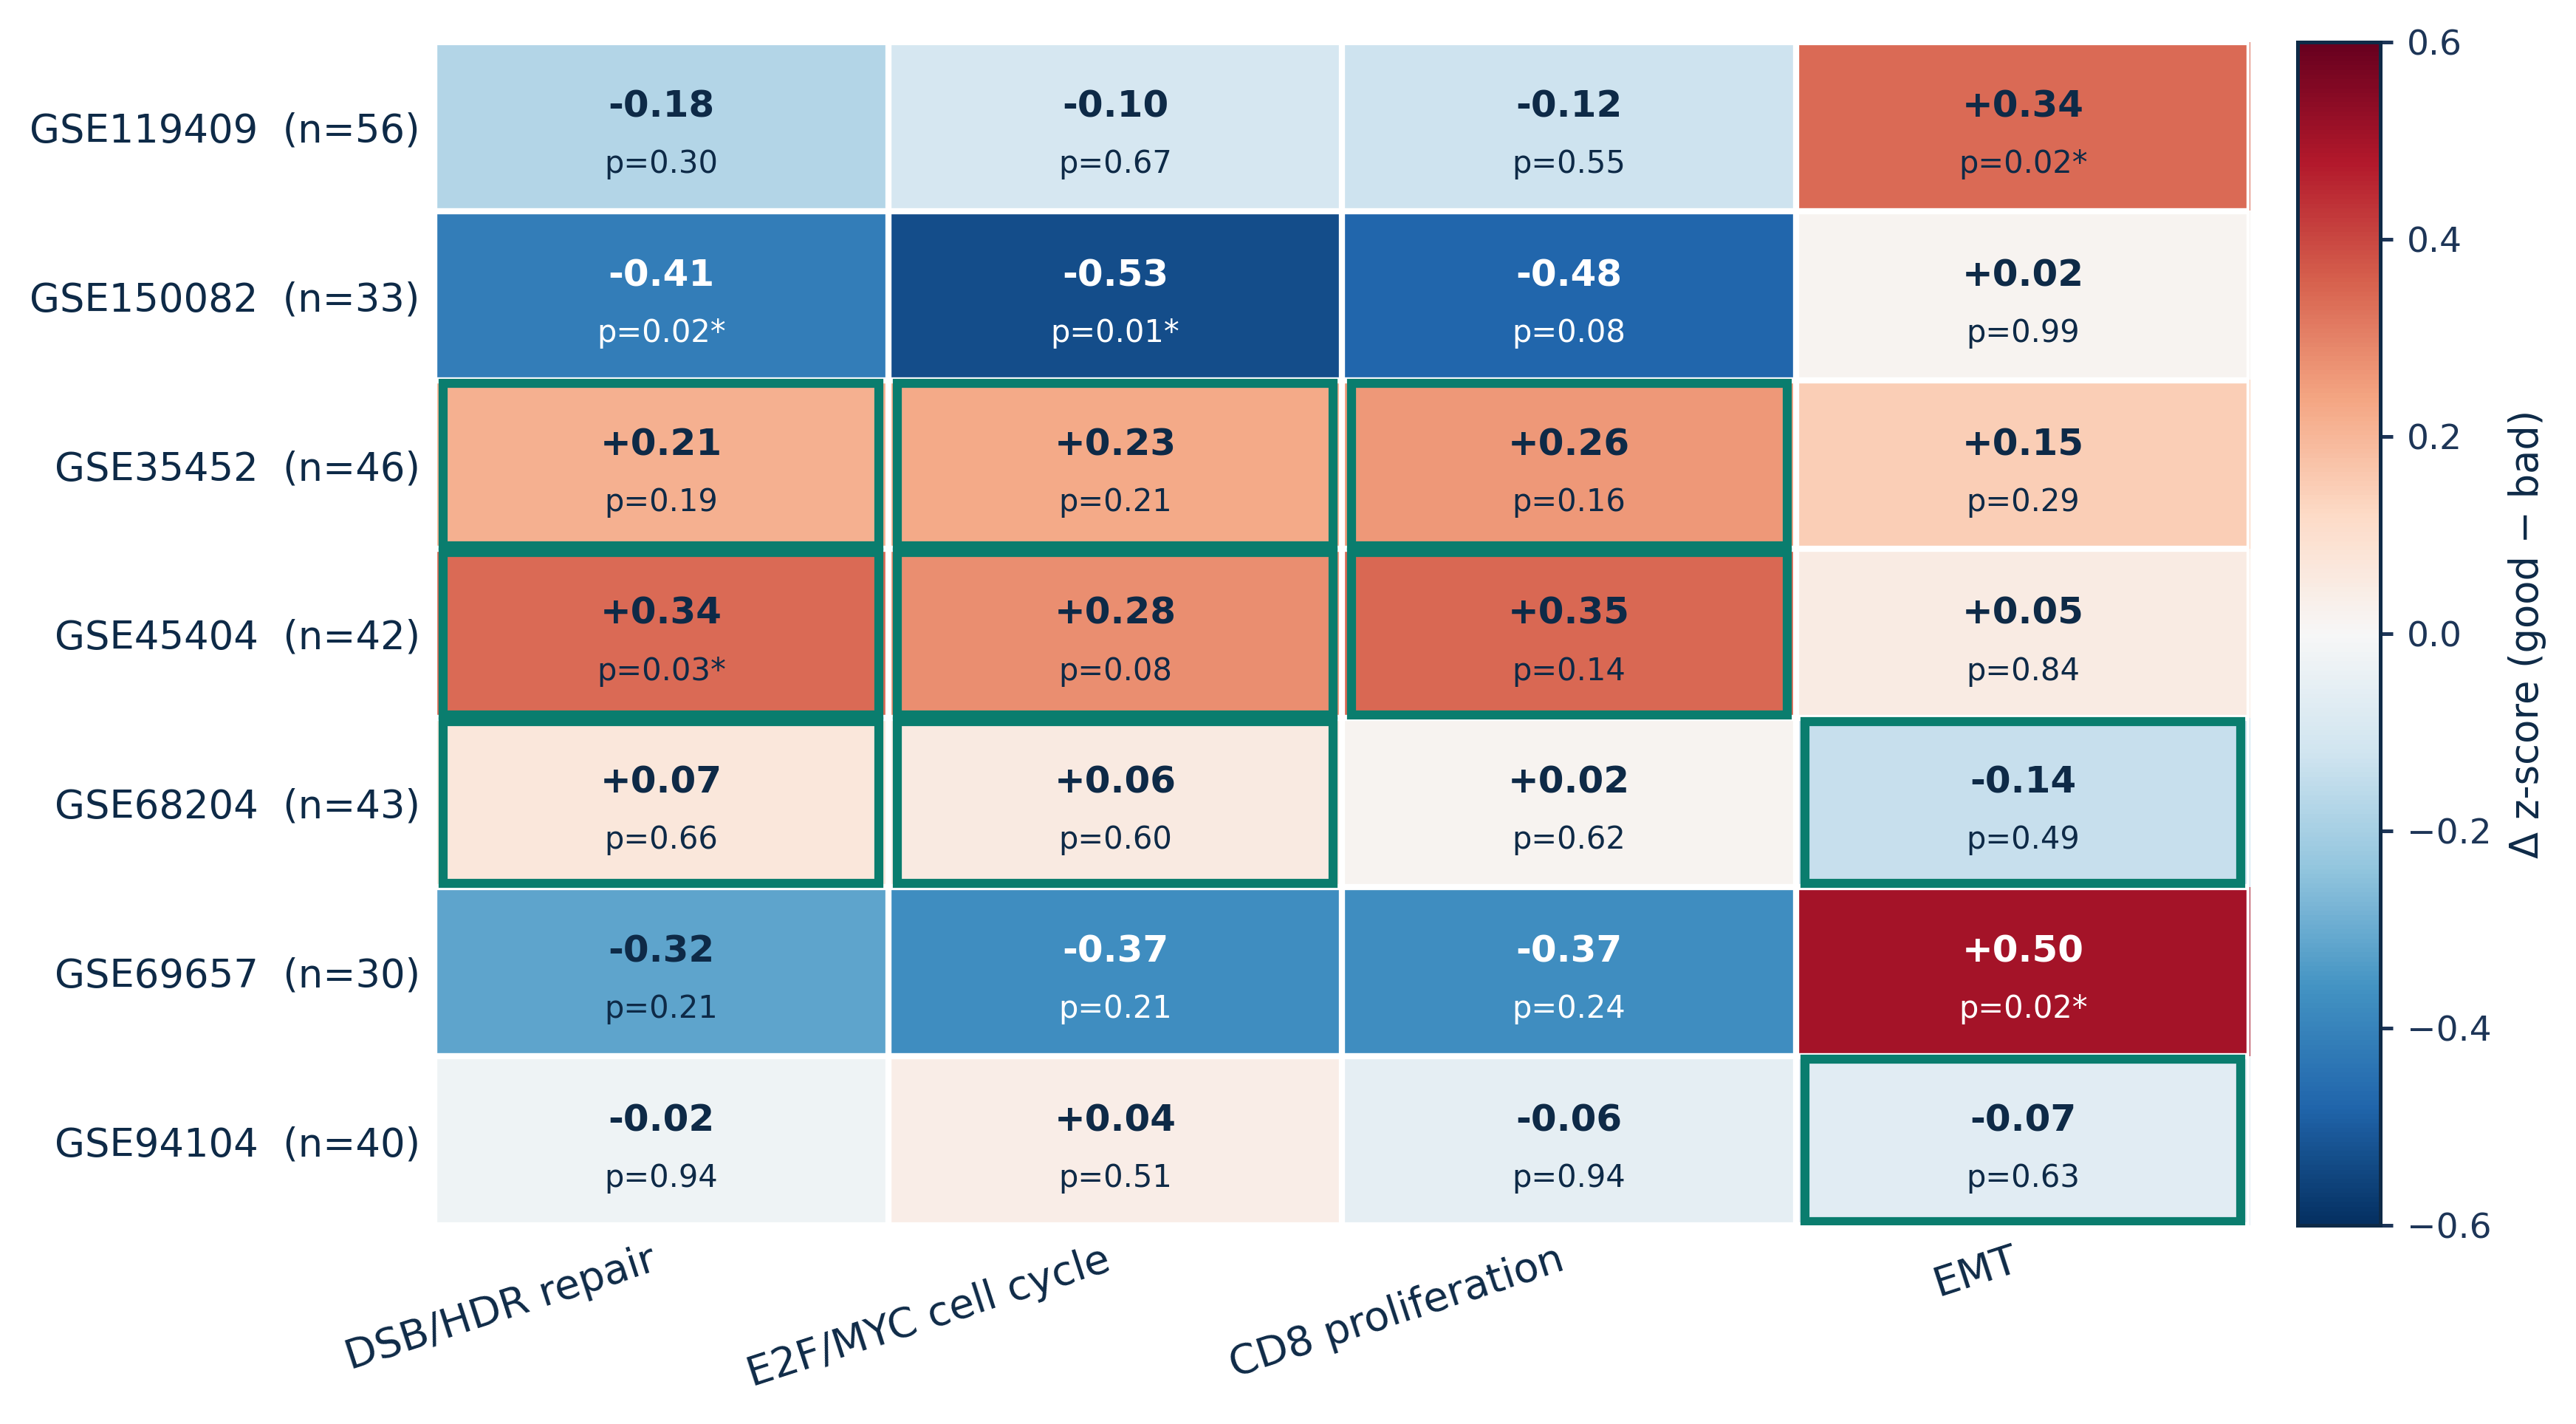 GSE119409  (n=56)
-0.18
p=0.30
-0.10
p=0.67
-0.12
p=0.55
+0.34
p=0.02*
GSE150082  (n=33)
-0.41
p=0.02*
-0.53
p=0.01*
-0.48
p=0.08
+0.02
p=0.99
GSE35452  (n=46)
+0.21
p=0.19
+0.23
p=0.21
+0.26
p=0.16
+0.15
p=0.29
GSE45404  (n=42)
+0.34
p=0.03*
+0.28
p=0.08
+0.35
p=0.14
+0.05
p=0.84
GSE68204  (n=43)
+0.07
p=0.66
+0.06
p=0.60
+0.02
p=0.62
-0.14
p=0.49
GSE69657  (n=30)
-0.32
p=0.21
-0.37
p=0.21
-0.37
p=0.24
+0.50
p=0.02*
GSE94104  (n=40)
-0.02
p=0.94
+0.04
p=0.51
-0.06
p=0.94
-0.07
p=0.63
DSB/HDR repair
E2F/MYC cell cycle
CD8 proliferation
EMT
0.6
0.4
0.2
0.0
−0.2
−0.4
−0.6
Δ z-score (good − bad)